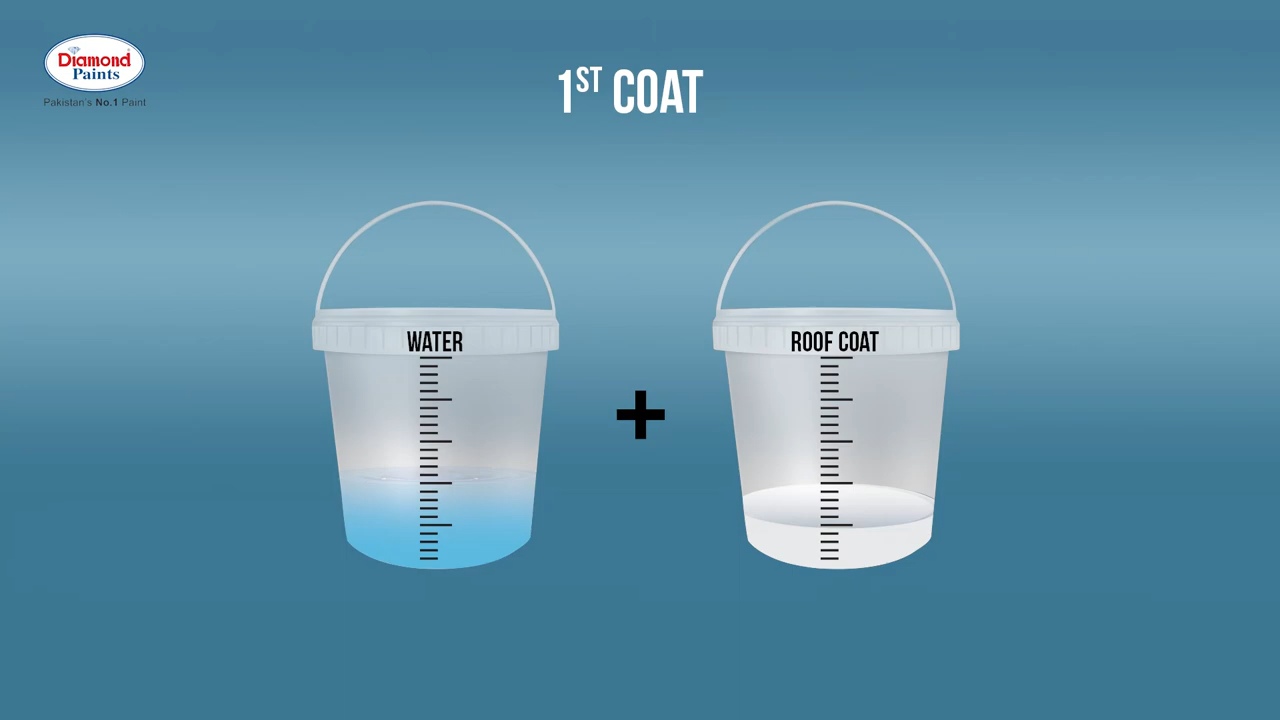 Diamond
Paints
Pakistan's No.1 Paint
1ST COAT
WATER
ROOF COAT
+